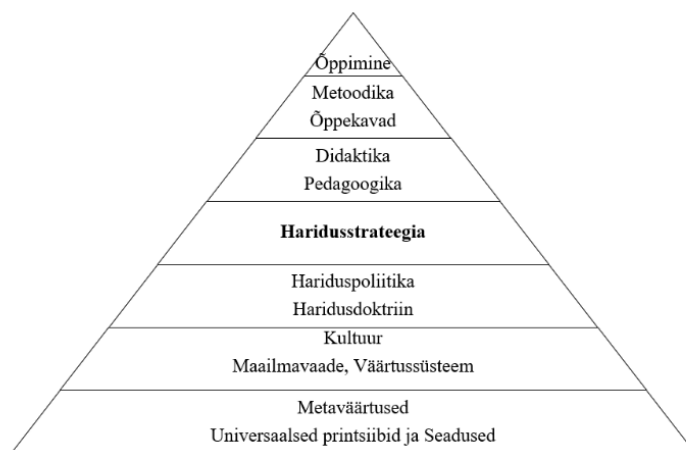 Õppimine
Metoodika
Õppekavad
Didaktika
Pedagoogika
Haridusstrateegia
Hariduspoliitika
Haridusdoktriin
Kultuur
Maailmavaade, Väärtussüsteem
Metaväärtused
Universaalsed printsiibid ja Seadused